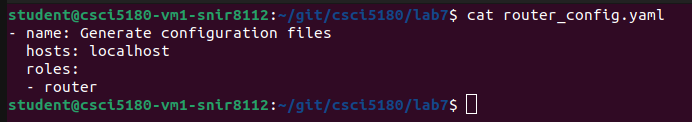 student@csci5180-vm1-snir8112:~/git/csci5180/lab7$ cat router_config.yaml
- name: Generate configuration files
  hosts: localhost
  roles:
  - router
student@csci5180-vm1-snir8112:~/git/csci5180/lab7$